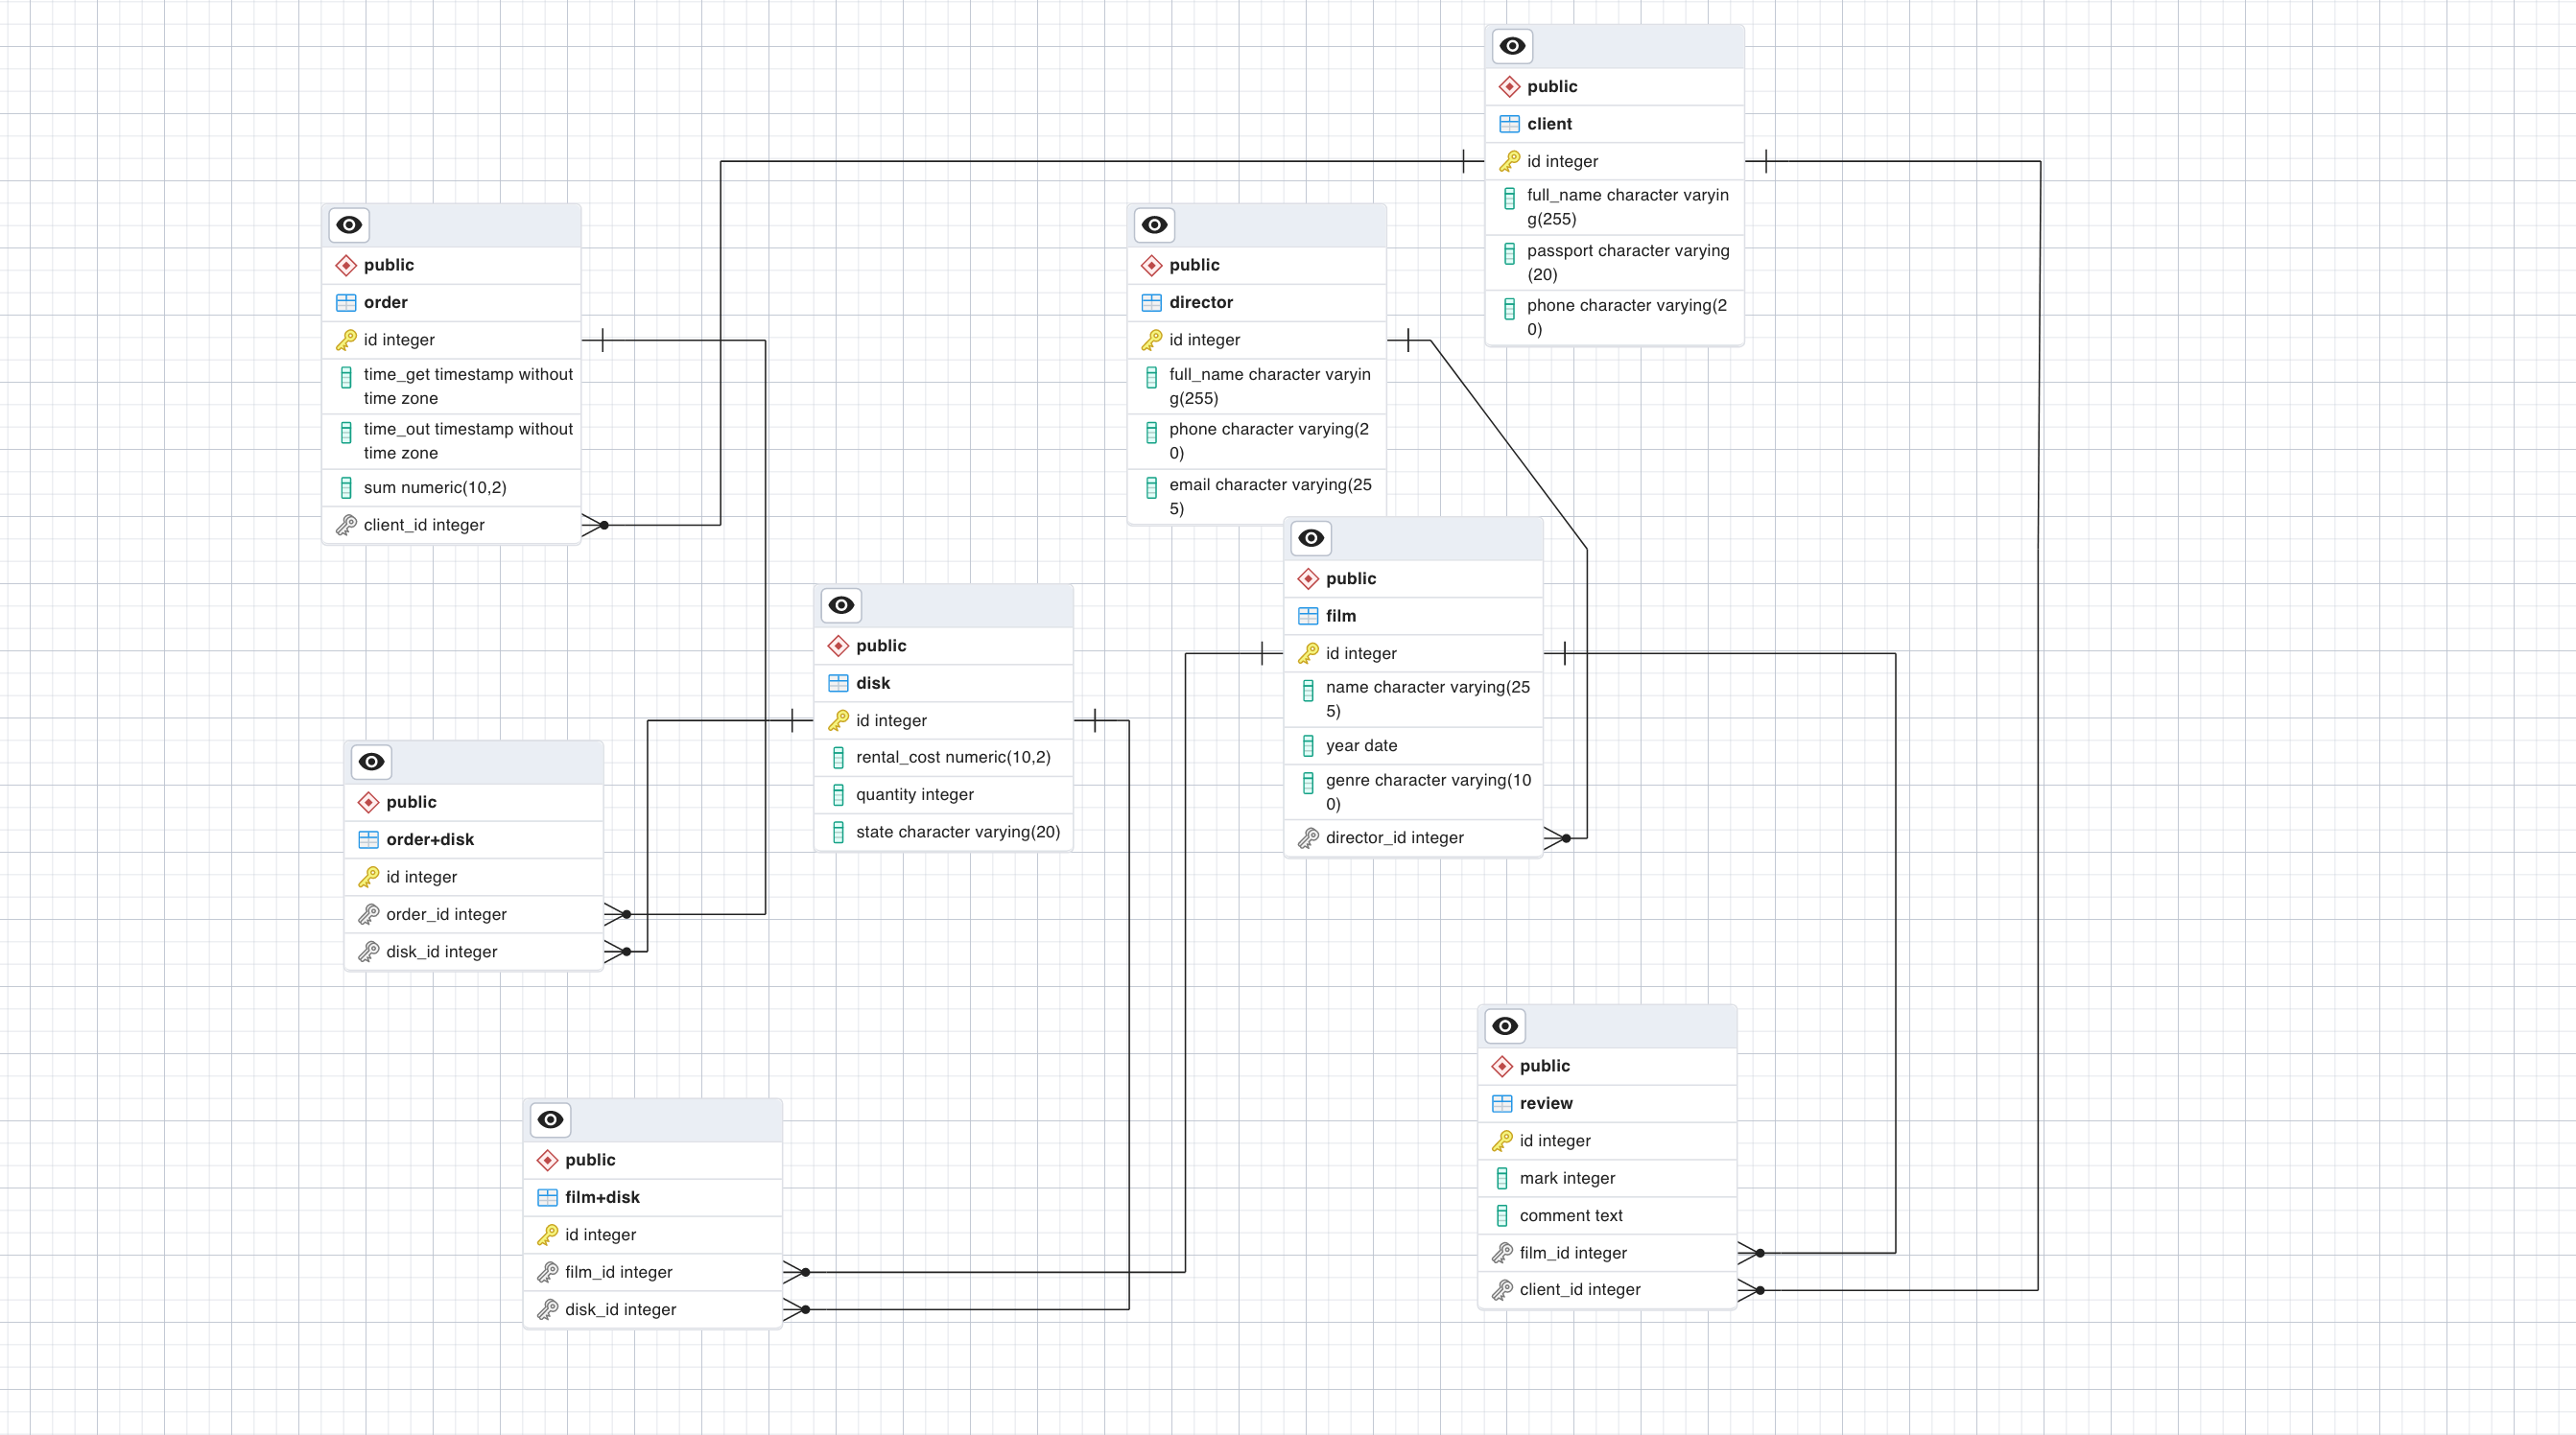 public
client
id integer
full_name character varyin
g(255)
passport character varying
(20)
phone character varying(2
0)
public
order
id integer
time_get timestamp without
time zone
time_out timestamp without
time zone
sum numeric(10,2)
client_id integer
public
director
id integer
full_name character varyin
g(255)
phone character varying(2
0)
email character varying(25
5)
public
film
id integer
name character varying(25
5)
year date
genre character varying(10
0)
director_id integer
public
disk
id integer
rental_cost numeric(10,2)
quantity integer
state character varying(20)
public
order+disk
id integer
order_id integer
disk_id integer
public
review
id integer
mark integer
comment text
film_id integer
client_id integer
public
film+disk
id integer
film_id integer
disk_id integer